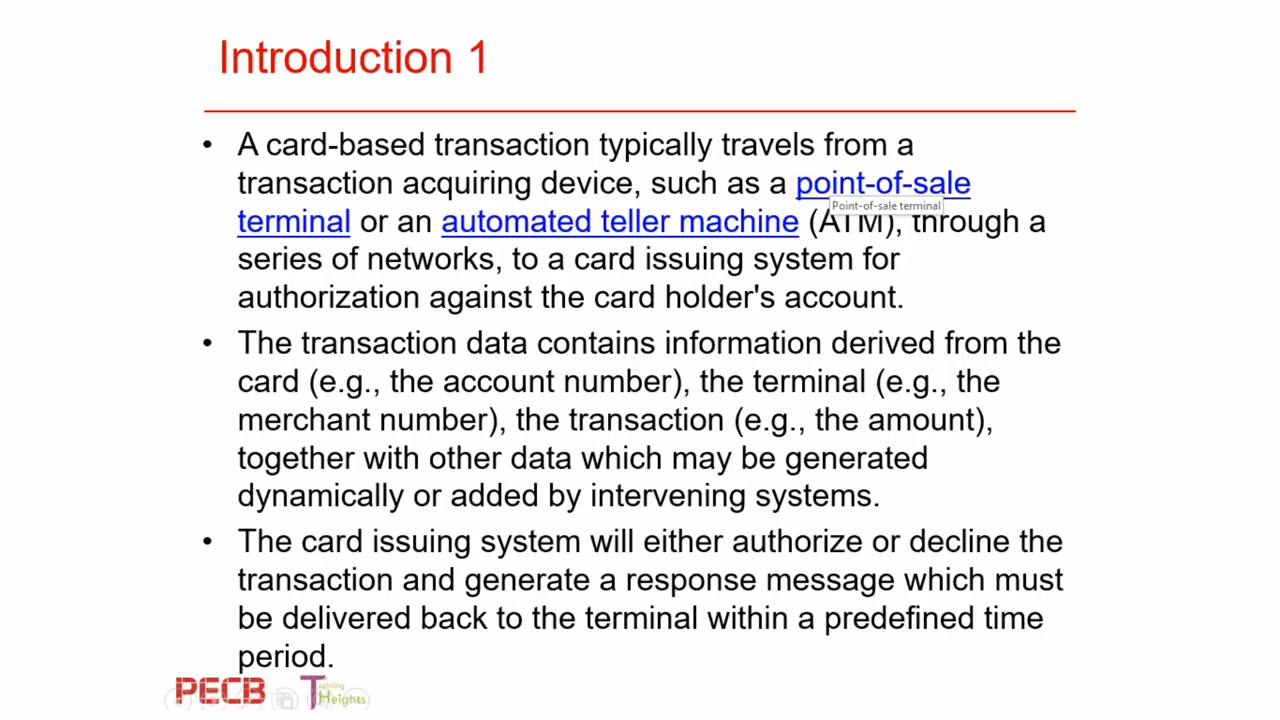 Introduction 1
• A card-based transaction typically travels from a
transaction acquiring device, such as a point-of-sale
Point-of-sale terminal
terminal or an automated teller machine (ATM), through a
series of networks, to a card issuing system for
authorization against the card holder's account.
• The transaction data contains information derived from the
card (e.g., the account number), the terminal (e.g., the
merchant number), the transaction (e.g., the amount),
together with other data which may be generated
dynamically or added by intervening systems.
• The card issuing system will either authorize or decline the
transaction and generate a response message which must
be delivered back to the terminal within a predefined time
period.
PECB
Training
Heights